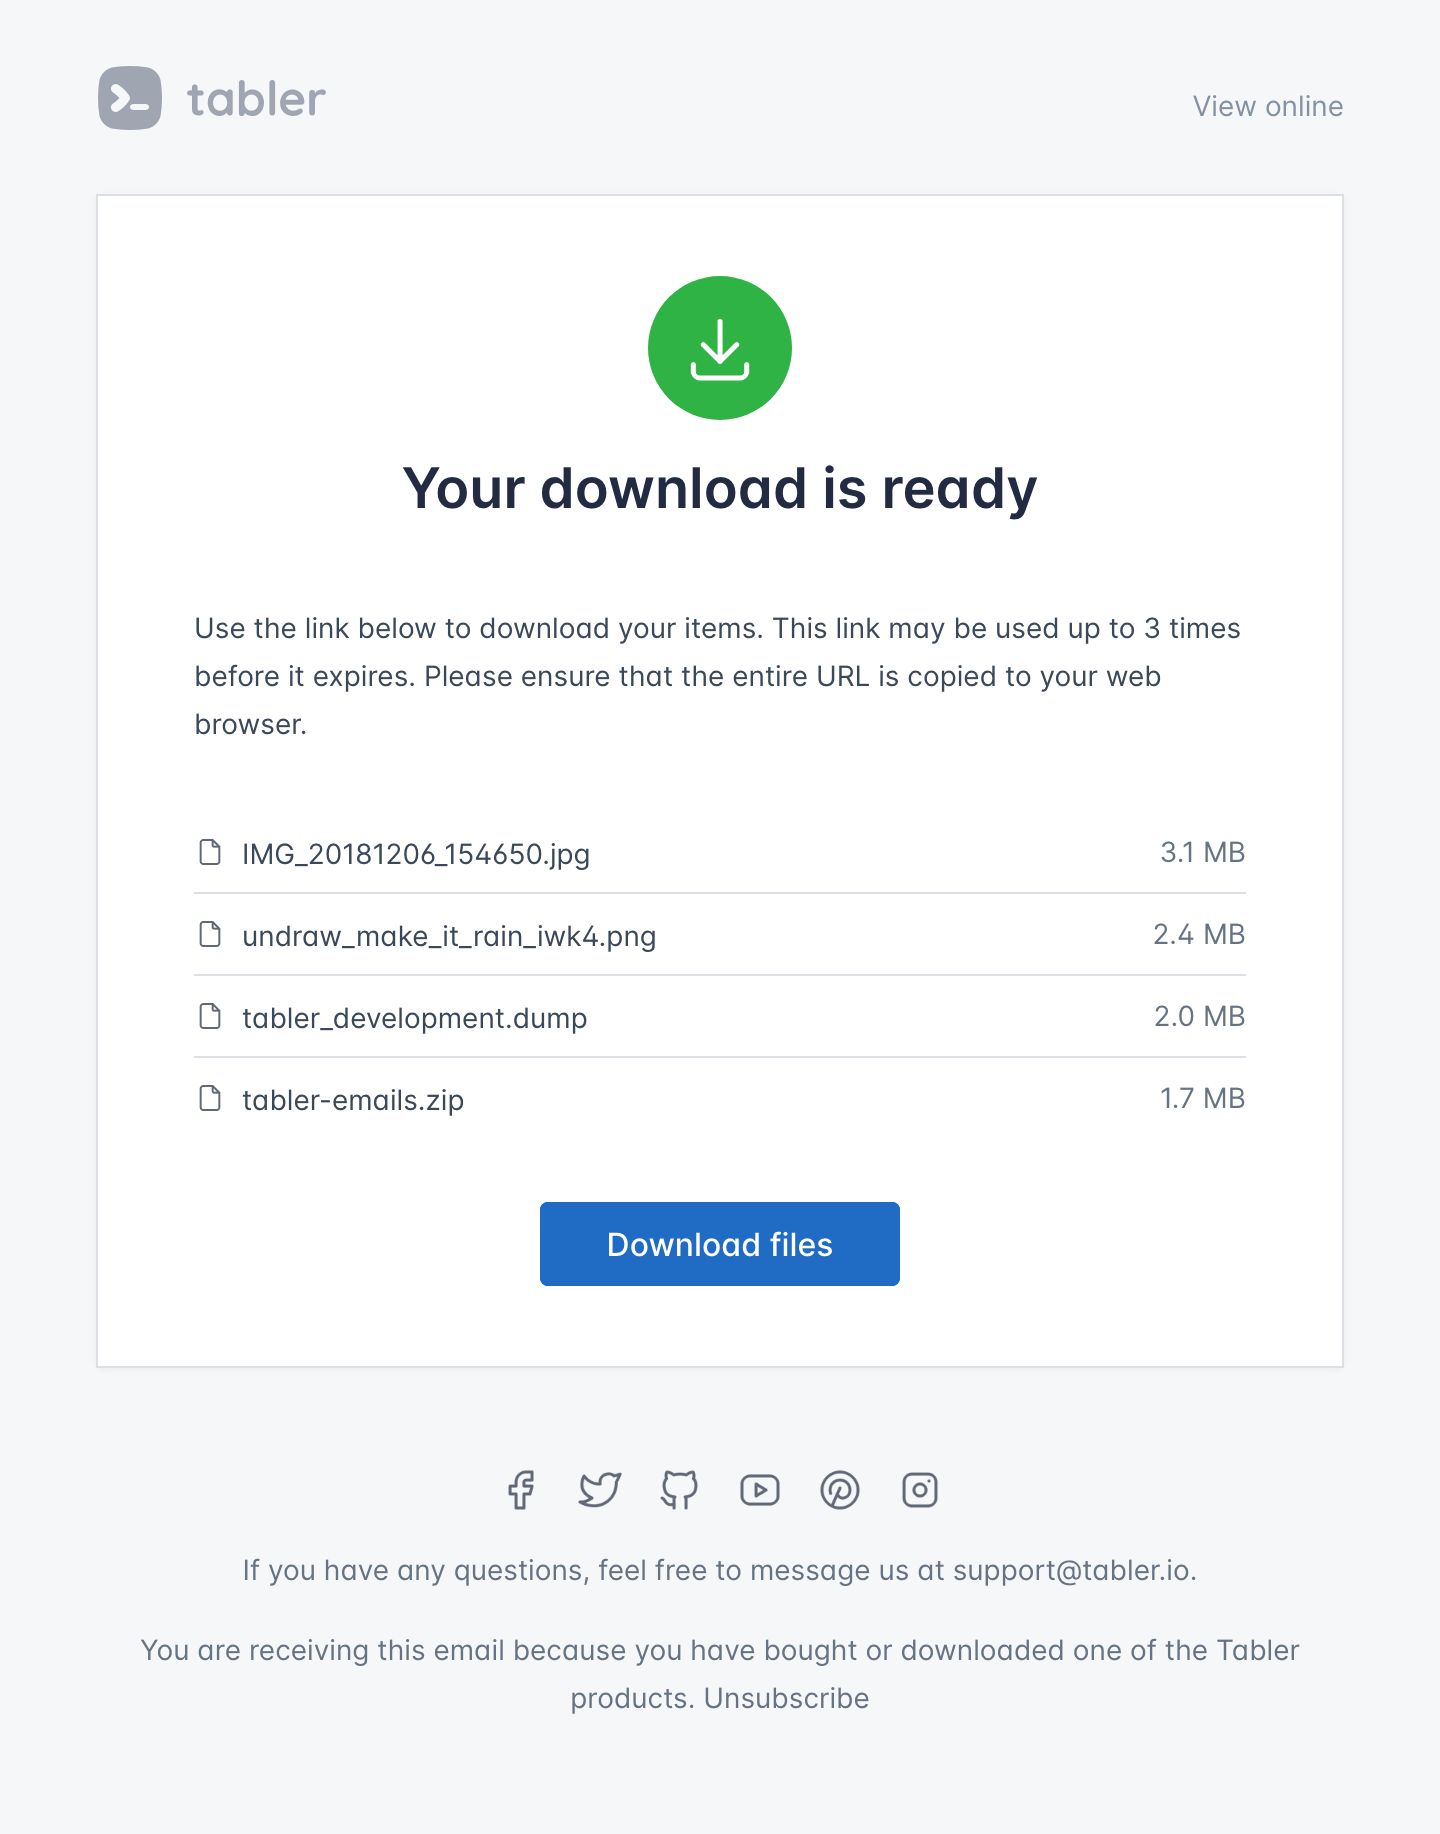 tabler
View online
Your download is ready
Use the link below to download your items. This link may be used up to 3 times
before it expires. Please ensure that the entire URL is copied to your web
browser.
IMG_20181206_154650.jpg 3.1 MB
undraw_make_it_rain_iwk4.png 2.4 MB
tabler_development.dump 2.0 MB
tabler-emails.zip 1.7 MB
Download files
If you have any questions, feel free to message us at support@tabler.io.
You are receiving this email because you have bought or downloaded one of the Tabler
products. Unsubscribe